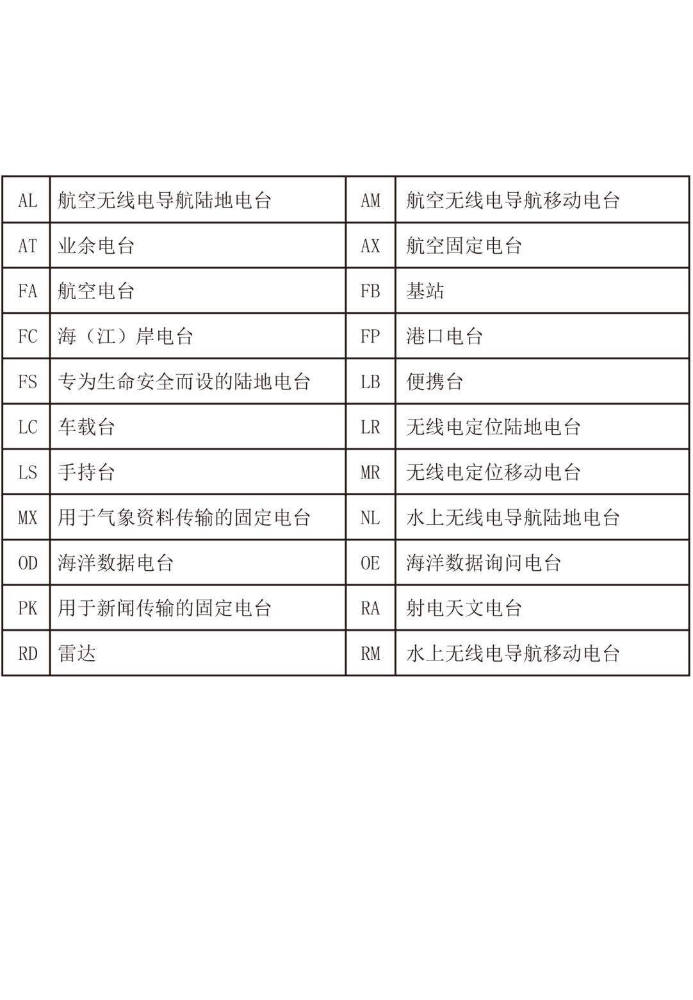 AL 航空无线电导航陆地电台 AM 航空无线电导航移动电台
AT 业余电台 AX 航空固定电台
FA 航空电台 FB 基站
FC 海（江）岸电台 FP 港口电台
FS 专为生命安全而设的陆地电台 LB 便携台
LC 车载台 LR 无线电定位陆地电台
LS 手持台 MR 无线电定位移动电台
MX 用于气象资料传输的固定电台 NL 水上无线电导航陆地电台
OD 海洋数据电台 OE 海洋数据询问电台
PK 用于新闻传输的固定电台 RA 射电天文电台
RD 雷达 RM 水上无线电导航移动电台